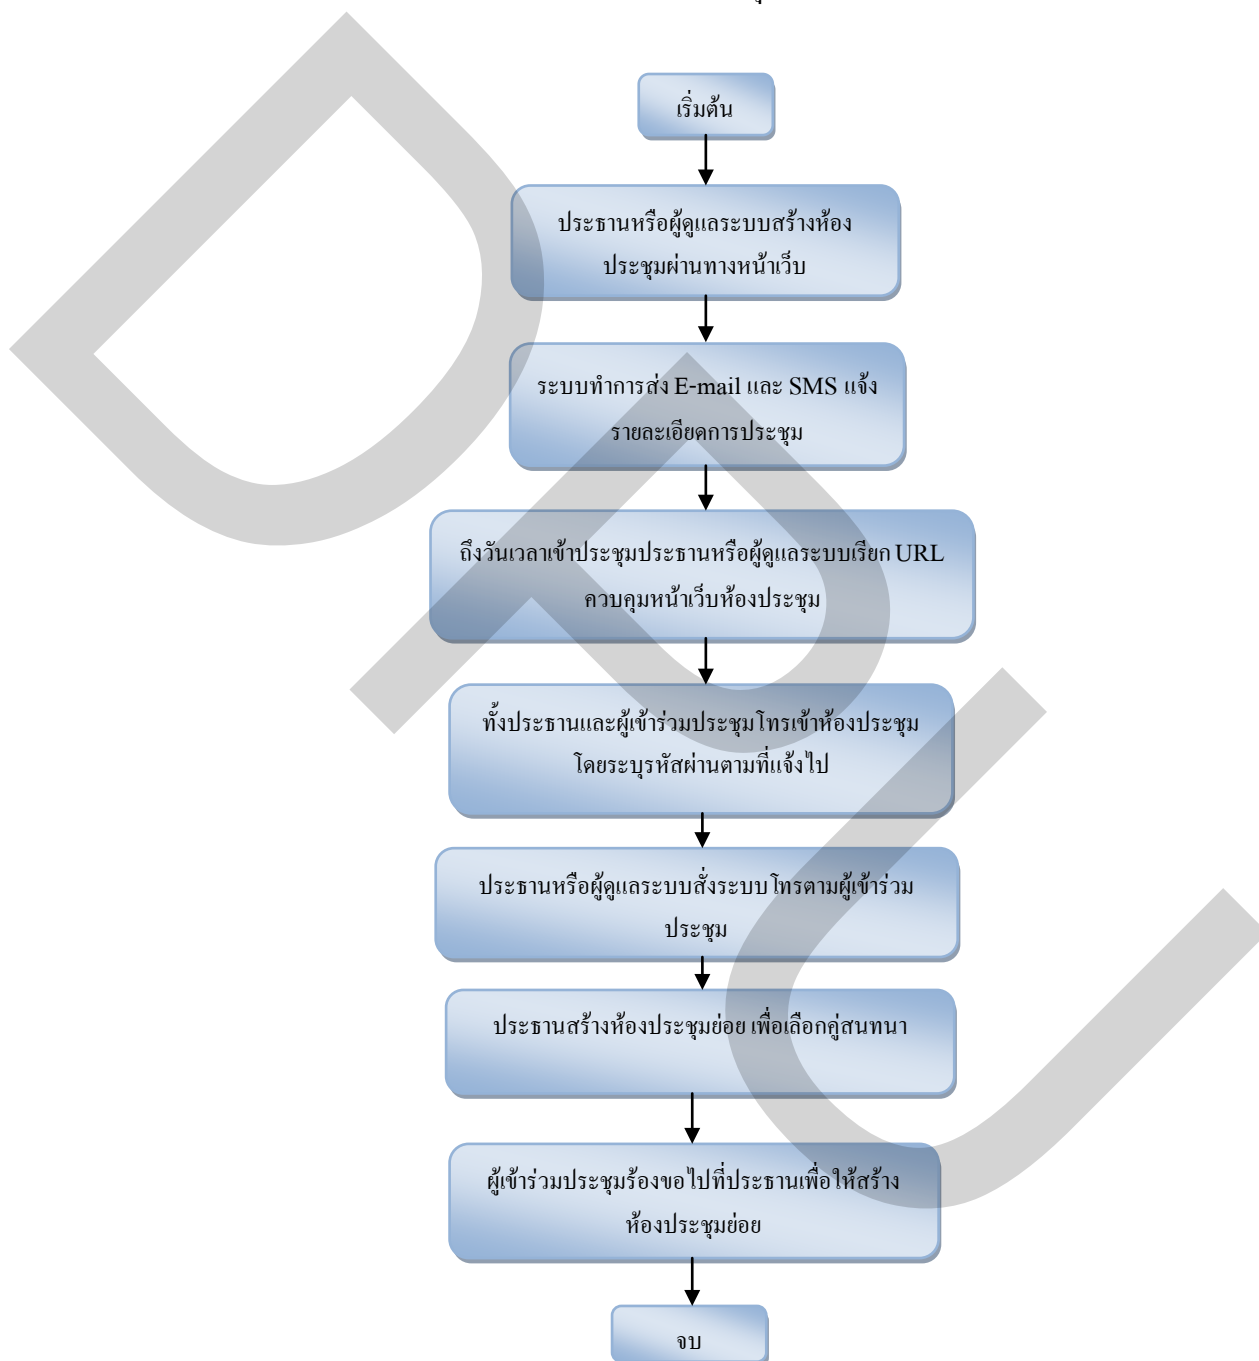 เริ่มต้น
ประธานหรือผู้ดูแลระบบสร้างห้อง
ประชุมผ่านทางหน้าเว็บ
ระบบทำการส่ง E-mail และ SMS แจ้ง
รายละเอียดการประชุม
ถึงวันเวลาเข้าประชุมประธานหรือผู้ดูแลระบบเรียก URL
ควบคุมหน้าเว็บห้องประชุม
ทั้งประธานและผู้เข้าร่วมประชุมโทรเข้าห้องประชุม
โดยระบุรหัสผ่านตามที่แจ้งไป
ประธานหรือผู้ดูแลระบบสั่งระบบโทรตามผู้เข้าร่วม
ประชุม
ประธานสร้างห้องประชุมย่อย เพื่อเลือกคู่สนทนา
ผู้เข้าร่วมประชุมร้องขอไปที่ประธานเพื่อให้สร้าง
ห้องประชุมย่อย
จบ
DPU